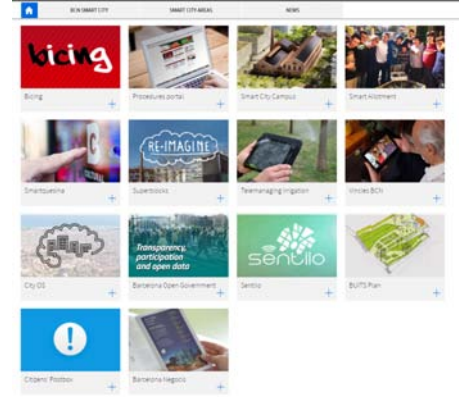 BCN SMART CITY
SMART CITY AREAS
NEWS
bicing
Bicing
Procedures portal
Smart City Campus
Smart Allotment
RE-IMAGINE
Smartquesina
Superblocks
Telemanaging Irrigation
Vincles BCN
Transparency,
participation
and open data
sentilo
City OS
Barcelona Open Government
Sentilo
BUITS Plan
Citizens' Postbox
Barcelona Negocis